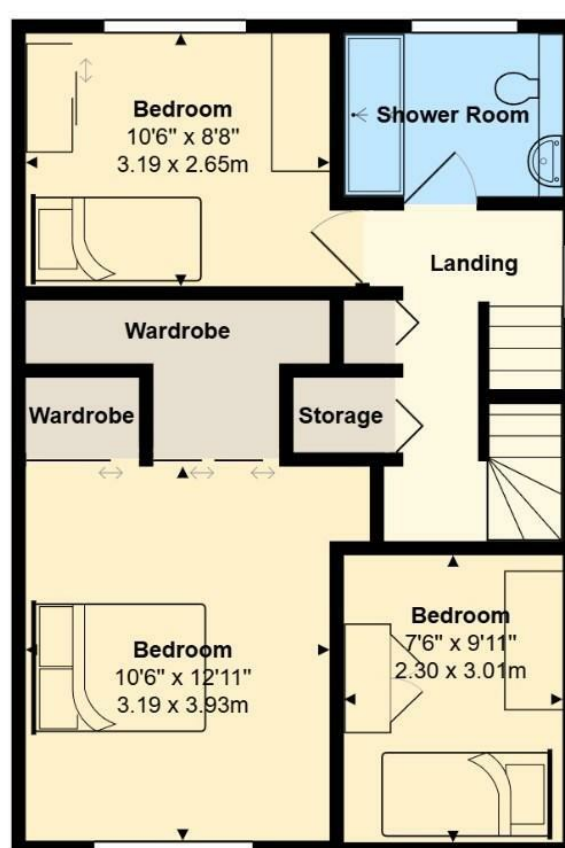 Bedroom
10'6" x 8'8"
3.19 x 2.65m
Shower Room
Landing
Wardrobe
Wardrobe
Storage
Bedroom
10'6" x 12'11"
3.19 x 3.93m
Bedroom
7'6" x 9'11"
2.30 x 3.01m